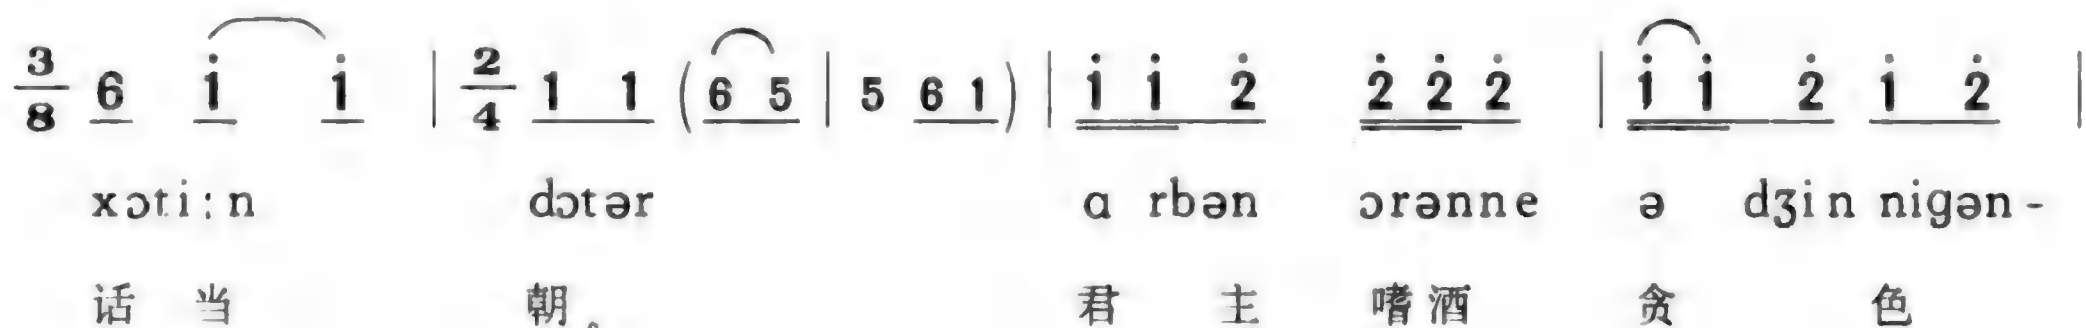 3/8 6 i̇ i̇ | 2/4 1 1 (6 5 | 5 6 1) | i̇ i̇ 2̇ 2̇ 2̇ 2̇ | i̇ i̇ 2̇ i̇ 2̇ |
xɔti:n dɔtər ɑ rbən ɔrənne ə dʒin nigən-
话 当 朝。 君 主 嗜酒 贪 色